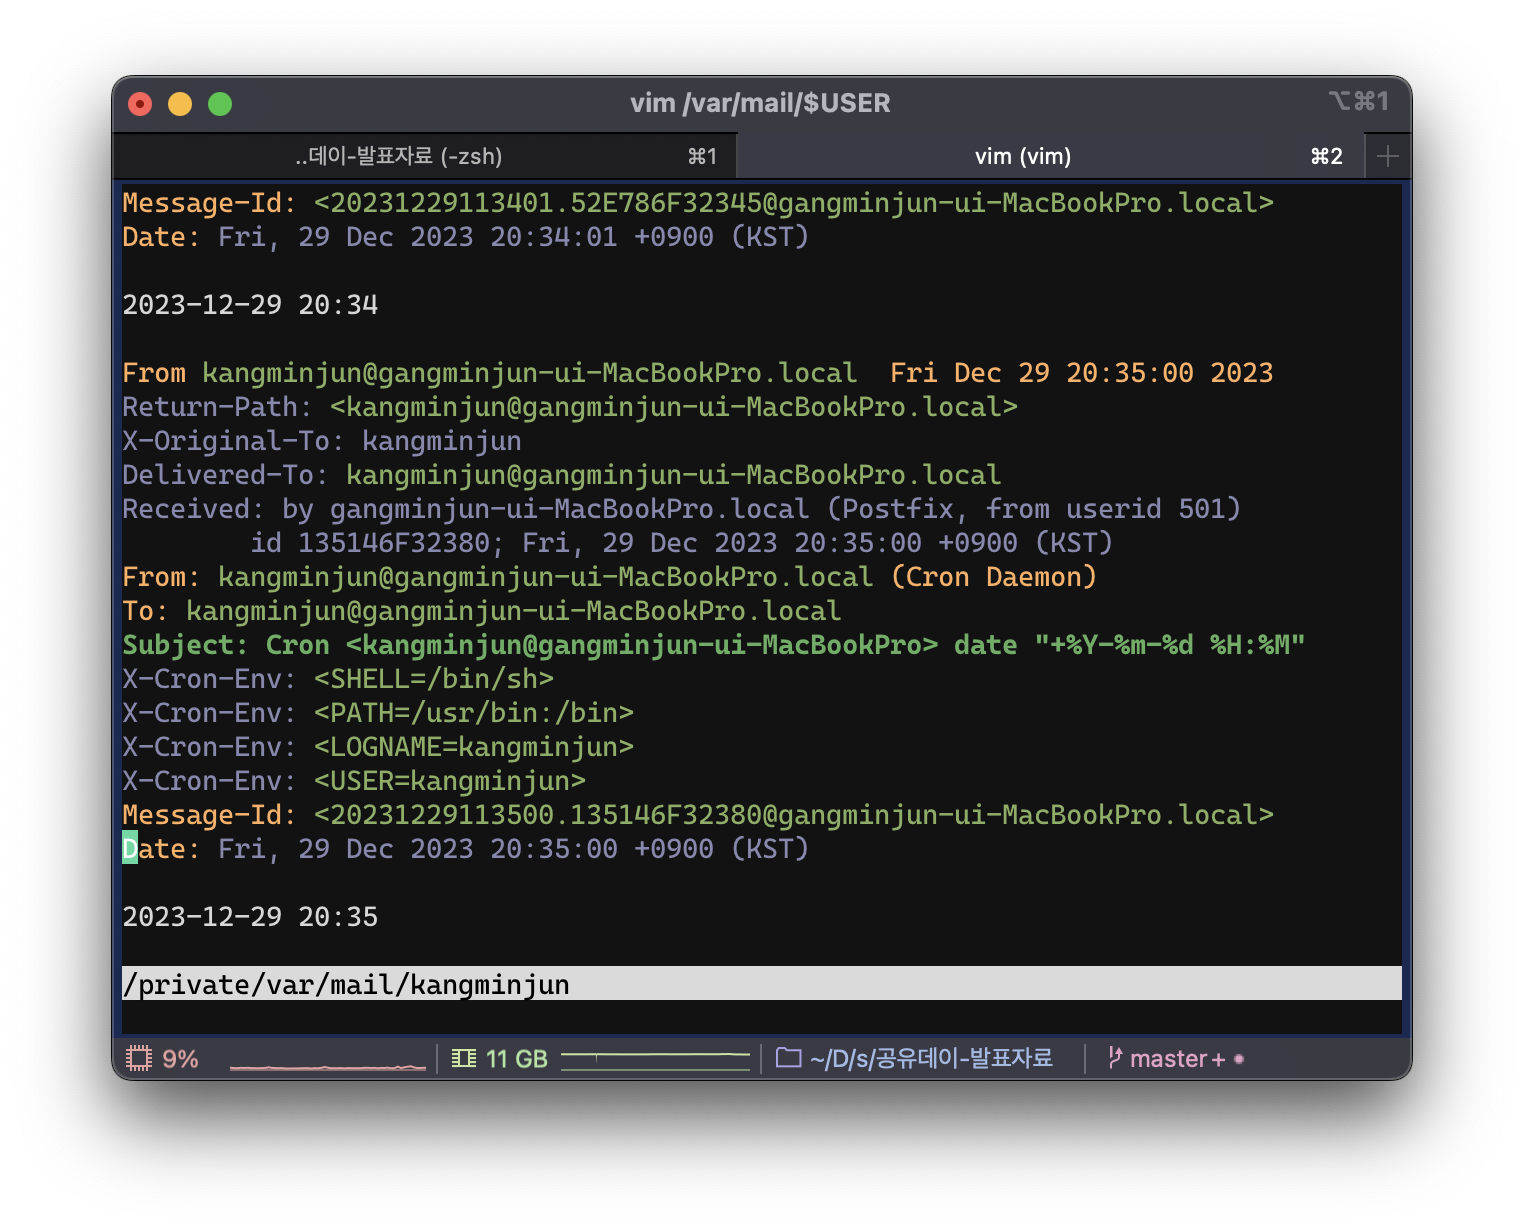 vim /var/mail/$USER
⌥⌘1
..데이-발표자료 (-zsh) ⌘1
vim (vim) ⌘2
Message-Id: <20231229113401.52E786F32345@gangminjun-ui-MacBookPro.local>
Date: Fri, 29 Dec 2023 20:34:01 +0900 (KST)
2023-12-29 20:34
From kangminjun@gangminjun-ui-MacBookPro.local  Fri Dec 29 20:35:00 2023
Return-Path: <kangminjun@gangminjun-ui-MacBookPro.local>
X-Original-To: kangminjun
Delivered-To: kangminjun@gangminjun-ui-MacBookPro.local
Received: by gangminjun-ui-MacBookPro.local (Postfix, from userid 501)
id 135146F32380; Fri, 29 Dec 2023 20:35:00 +0900 (KST)
From: kangminjun@gangminjun-ui-MacBookPro.local (Cron Daemon)
To: kangminjun@gangminjun-ui-MacBookPro.local
Subject: Cron <kangminjun@gangminjun-ui-MacBookPro> date "+%Y-%m-%d %H:%M"
X-Cron-Env: <SHELL=/bin/sh>
X-Cron-Env: <PATH=/usr/bin:/bin>
X-Cron-Env: <LOGNAME=kangminjun>
X-Cron-Env: <USER=kangminjun>
Message-Id: <20231229113500.135146F32380@gangminjun-ui-MacBookPro.local>
Date: Fri, 29 Dec 2023 20:35:00 +0900 (KST)
2023-12-29 20:35
/private/var/mail/kangminjun
9% 11 GB ~/D/s/공유데이-발표자료 master+